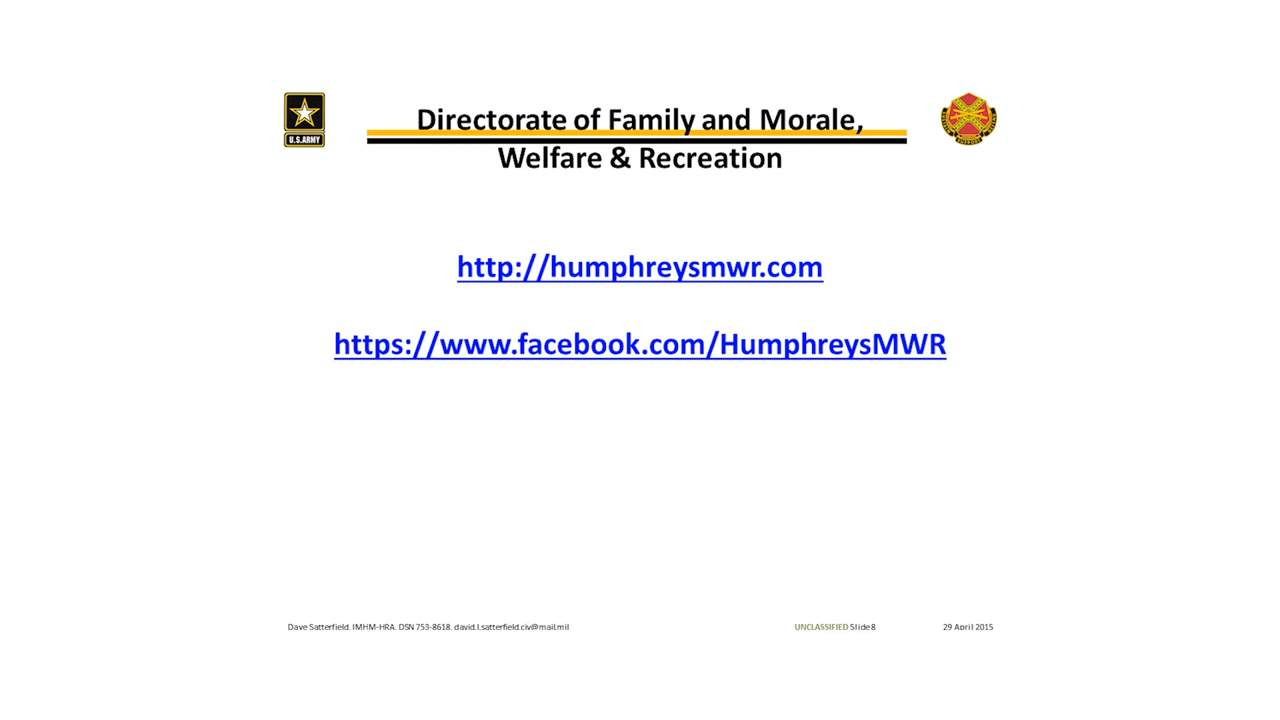 Directorate of Family and Morale,
Welfare & Recreation
U.S.ARMY
http://humphreysmwr.com
https://www.facebook.com/HumphreysMWR
Dave Satterfield. IMHM-HRA. DSN 753-8618. david.l.satterfield.civ@mail.mil
UNCLASSIFIED Slide 8
29 April 2015